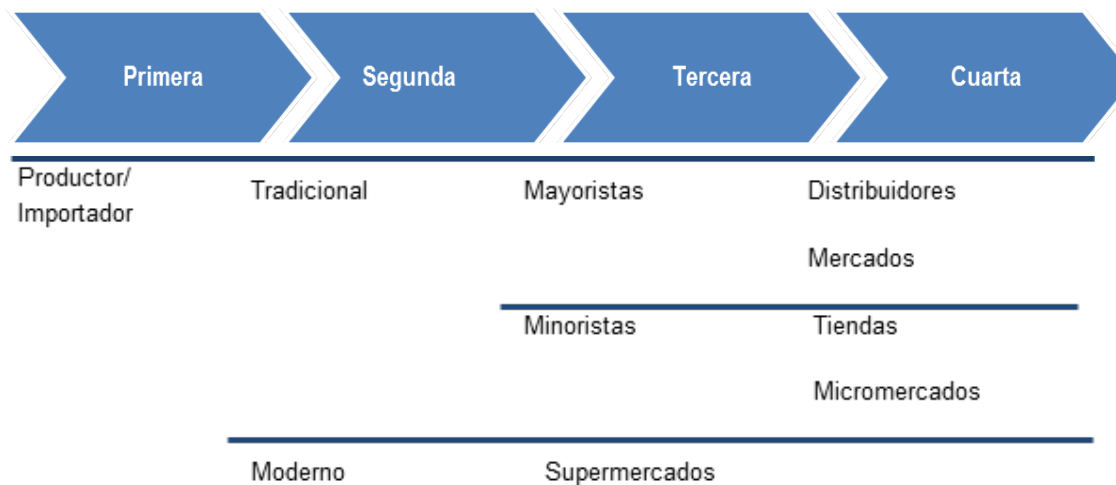 Primera
Segunda
Tercera
Cuarta
Productor/
Importador
Tradicional
Mayoristas
Distribuidores
Mercados
Minoristas
Tiendas
Micromercados
Moderno
Supermercados